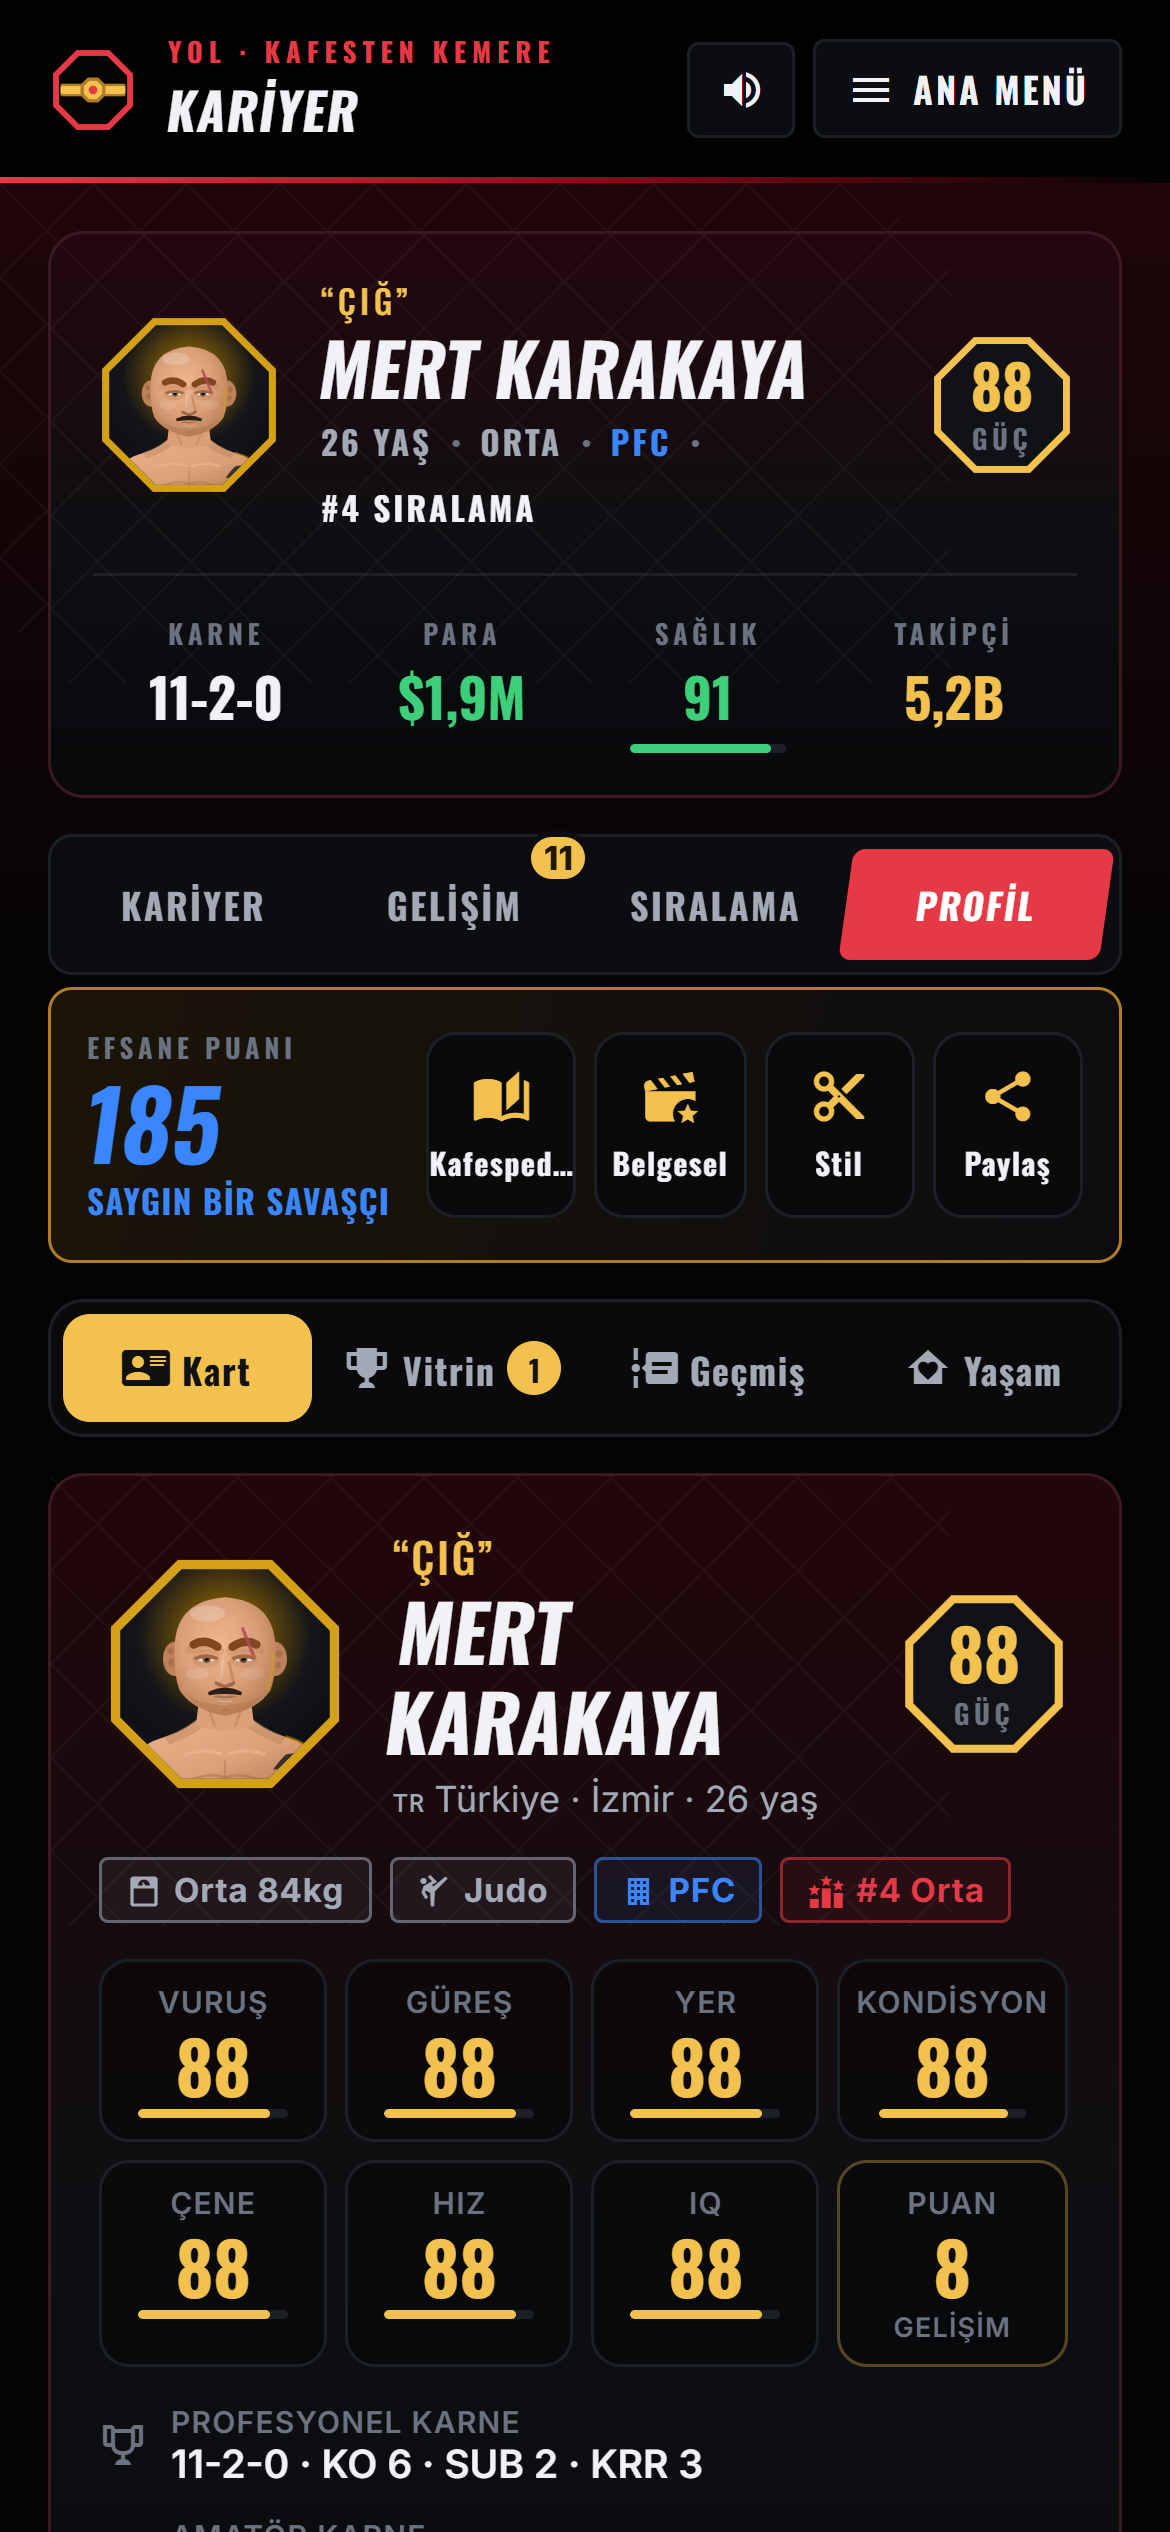 YOL · KAFESTEN KEMERE
KARİYER
ANA MENÜ
“ÇIĞ”
MERT KARAKAYA
26 YAŞ · ORTA · PFC ·
#4 SIRALAMA
88
GÜÇ
KARNE PARA SAĞLIK TAKİPÇİ
11-2-0 $1,9M 91 5,2B
11
KARİYER GELİŞİM SIRALAMA PROFİL
EFSANE PUANI
185
SAYGIN BİR SAVAŞÇI
Kafesped... Belgesel Stil Paylaş
Kart Vitrin 1 Geçmiş Yaşam
“ÇIĞ”
MERT
KARAKAYA
TR Türkiye · İzmir · 26 yaş
88
GÜÇ
Orta 84kg Judo PFC #4 Orta
VURUŞ GÜREŞ YER KONDİSYON
88 88 88 88
ÇENE HIZ IQ PUAN
88 88 88 8
GELİŞİM
PROFESYONEL KARNE
11-2-0 · KO 6 · SUB 2 · KRR 3
AMATÖR KARNE